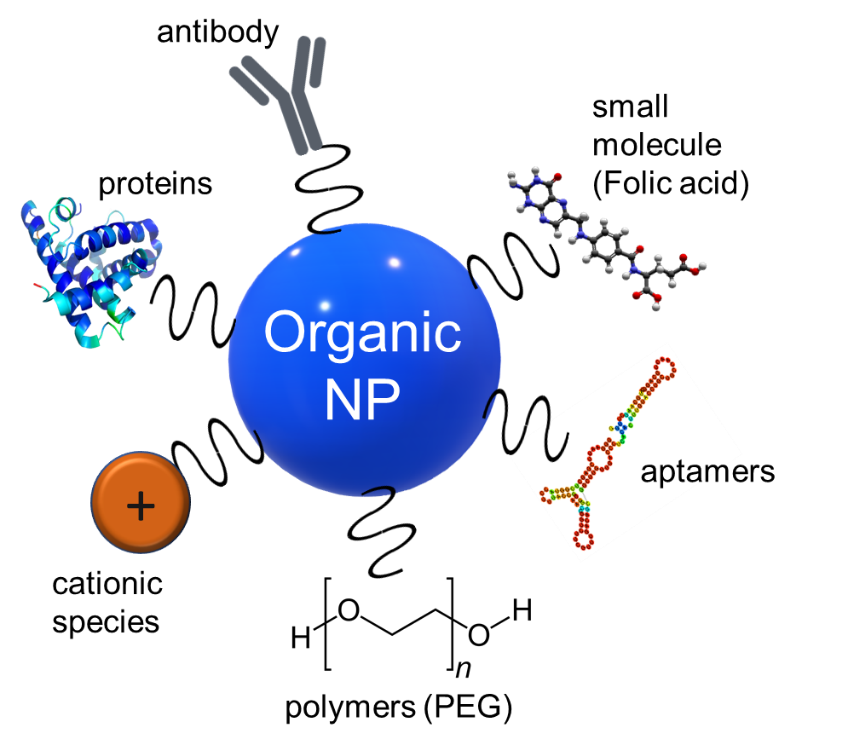 antibody
small
molecule
(Folic acid)
proteins
Organic
NP
aptamers
+
cationic
species
H
O
O
H
n
polymers (PEG)